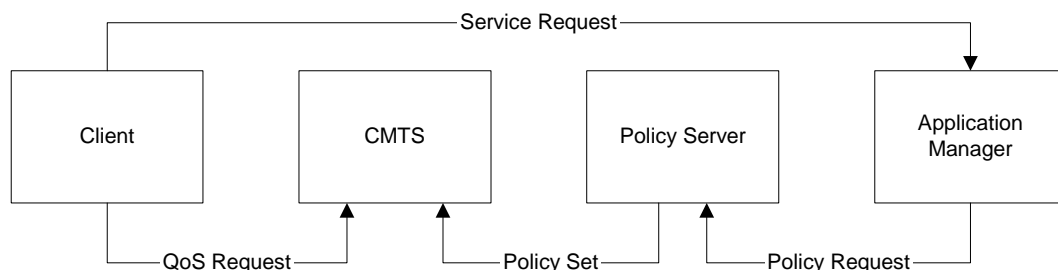 Service Request
Client
CMTS
Policy Server
Application
Manager
QoS Request
Policy Set
Policy Request